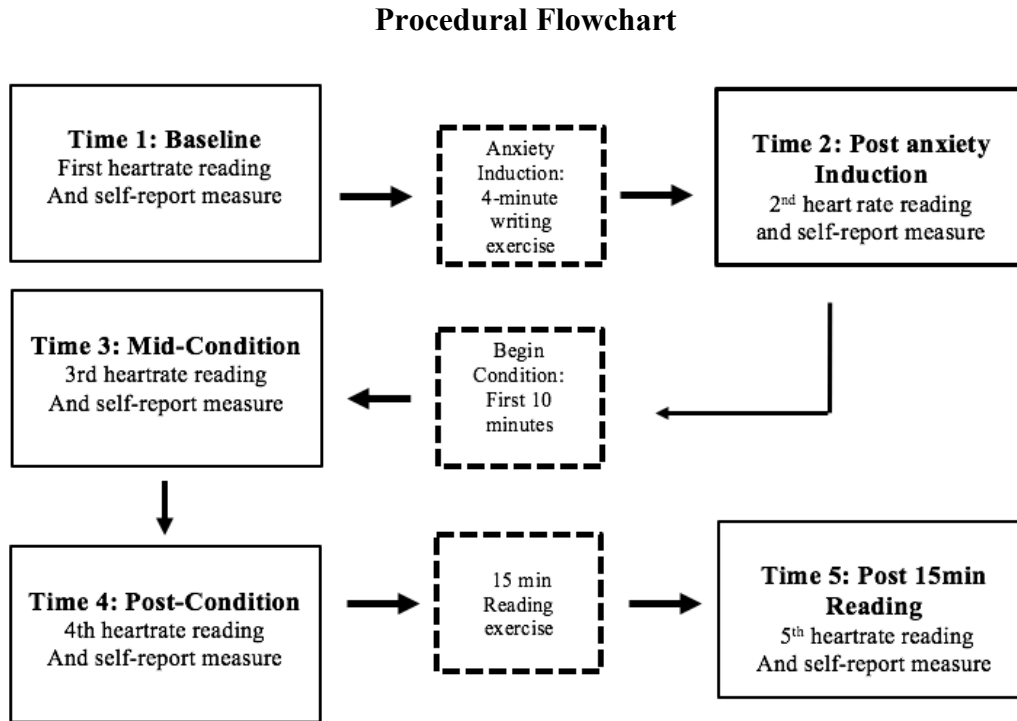 Procedural Flowchart
Time 1: Baseline
First heartrate reading
And self-report measure
Anxiety
Induction:
4-minute
writing
exercise
Time 2: Post anxiety
Induction
2nd heart rate reading
and self-report measure
Begin
Condition:
First 10
minutes
Time 3: Mid-Condition
3rd heartrate reading
And self-report measure
Time 4: Post-Condition
4th heartrate reading
And self-report measure
15 min
Reading
exercise
Time 5: Post 15min
Reading
5th heartrate reading
And self-report measure